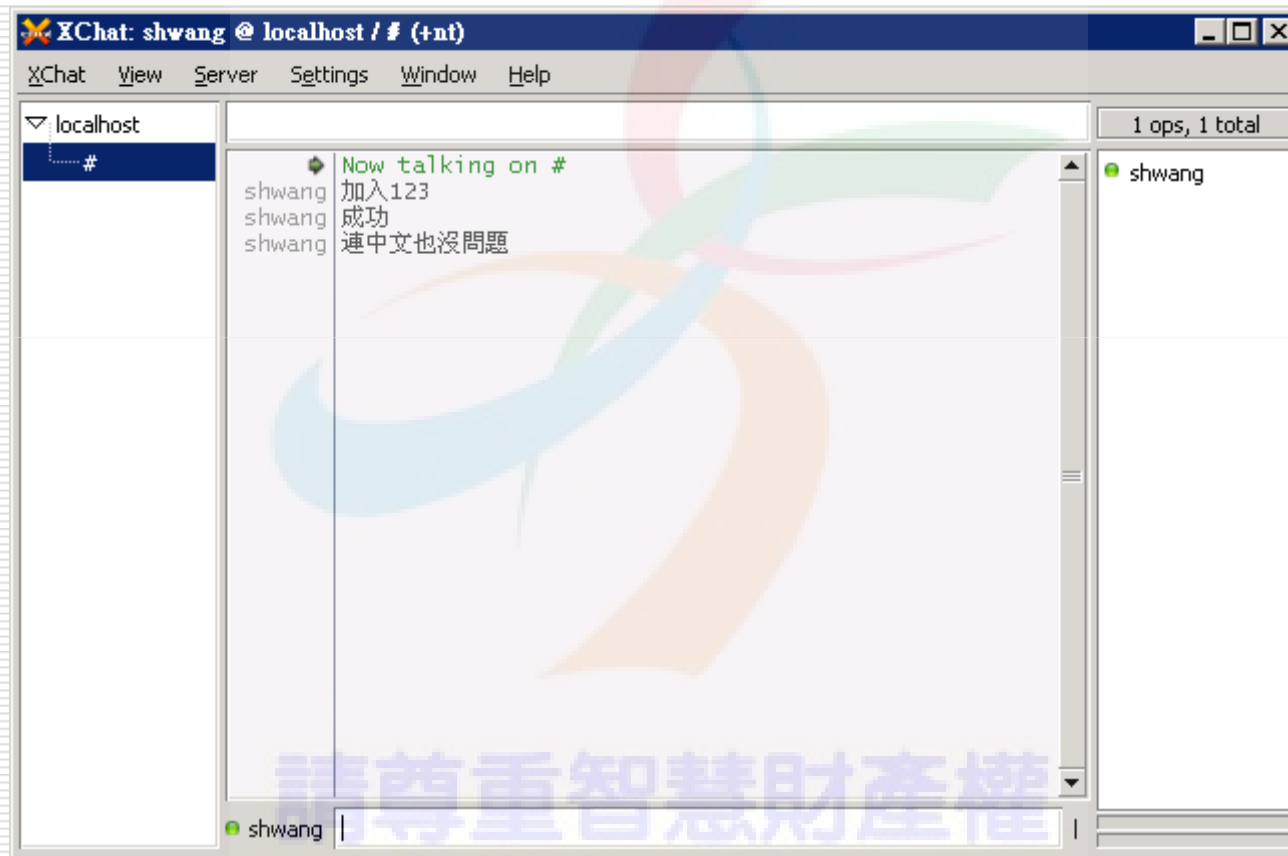 XChat: shwang @ localhost / # (+nt)
XChat View Server Settings Window Help
localhost
#
1 ops, 1 total
shwang
Now talking on #
shwang 加入123
shwang 成功
shwang 連中文也沒問題
請尊重智慧財產權
shwang